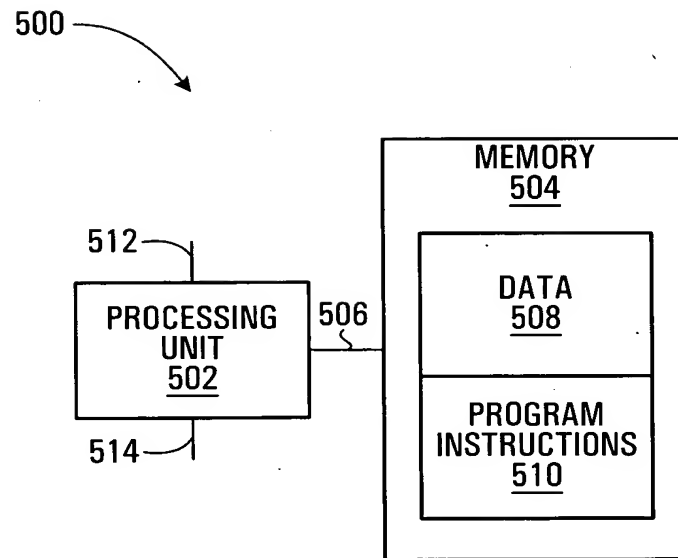 500
MEMORY
504
512
DATA
508
506
PROCESSING
UNIT
502
PROGRAM
INSTRUCTIONS
510
514